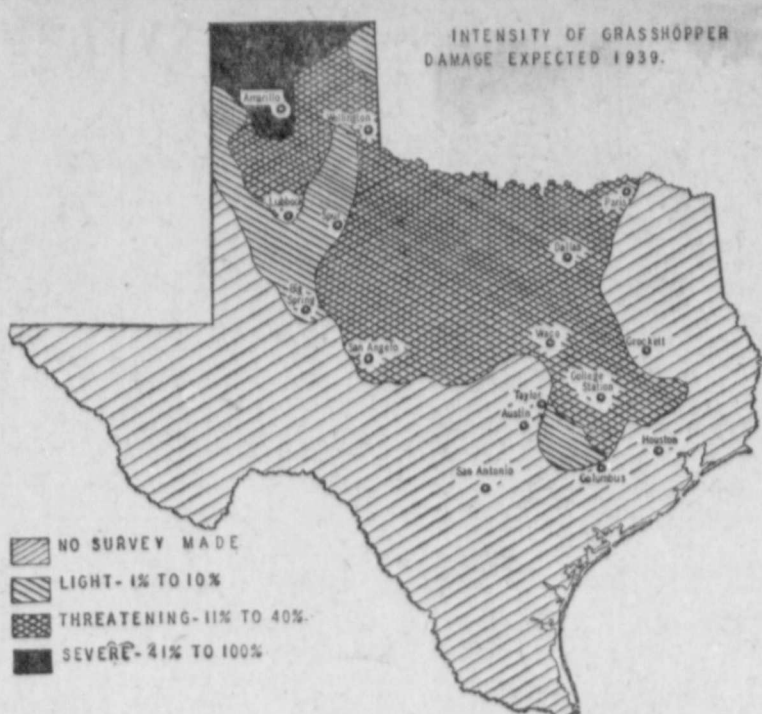 INTENSITY OF GRASSHOPPER
DAMAGE EXPECTED 1939.
Amarillo
Wellington
Paris
Lubbock
Spur
Dallas
Big
Spring
Waco
San Angelo
Crockett
College
Station
Taylor
Austin
Houston
San Antonio
Columbus
NO SURVEY MADE
LIGHT-1% TO 10%
THREATENING-11% TO 40%
SEVERE-41% TO 100%